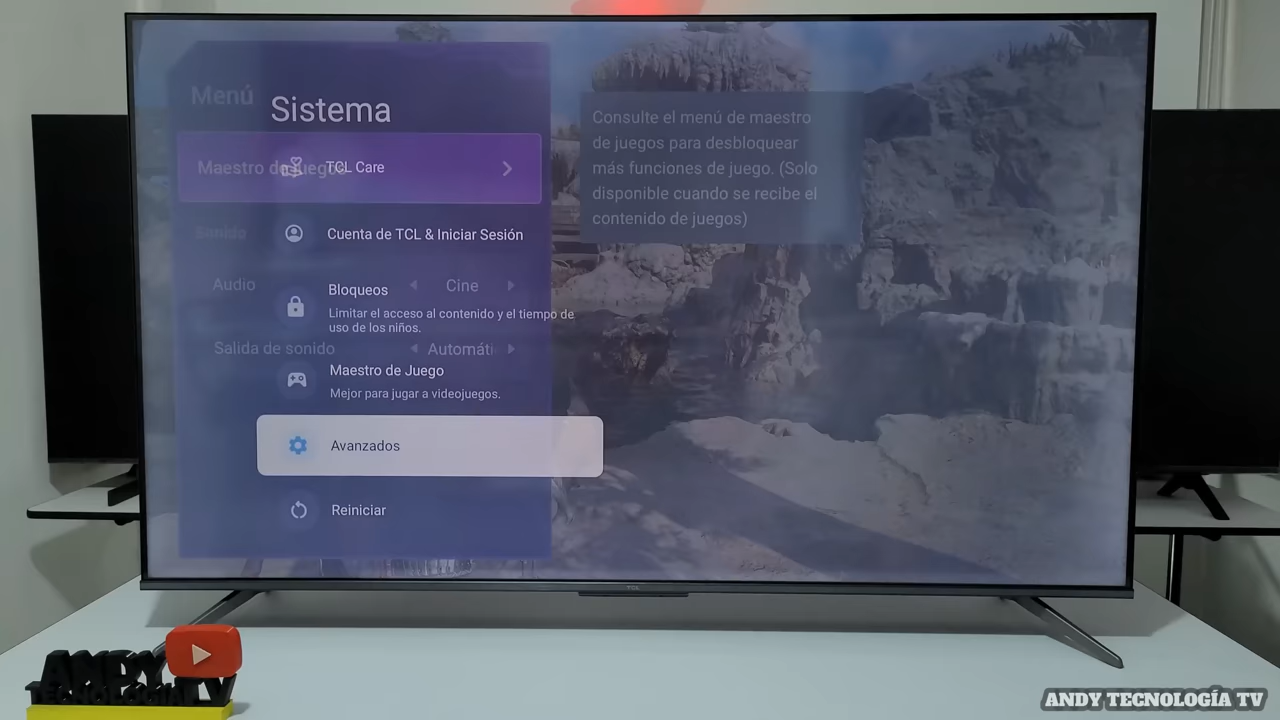 Menú
Sistema
Maestro de juegos
TCL Care
Sonido
Cuenta de TCL & Iniciar Sesión
Audio
Cine
Bloqueos
Limitar el acceso al contenido y el tiempo de
uso de los niños.
Salida de sonido
Automáti
Maestro de Juego
Mejor para jugar a videojuegos.
Avanzados
Reiniciar
Consulte el menú de maestro
de juegos para desbloquear
más funciones de juego. (Solo
disponible cuando se recibe el
contenido de juegos)
TCL
ANDY
TECNOLOGÍA TV
ANDY TECNOLOGÍA TV